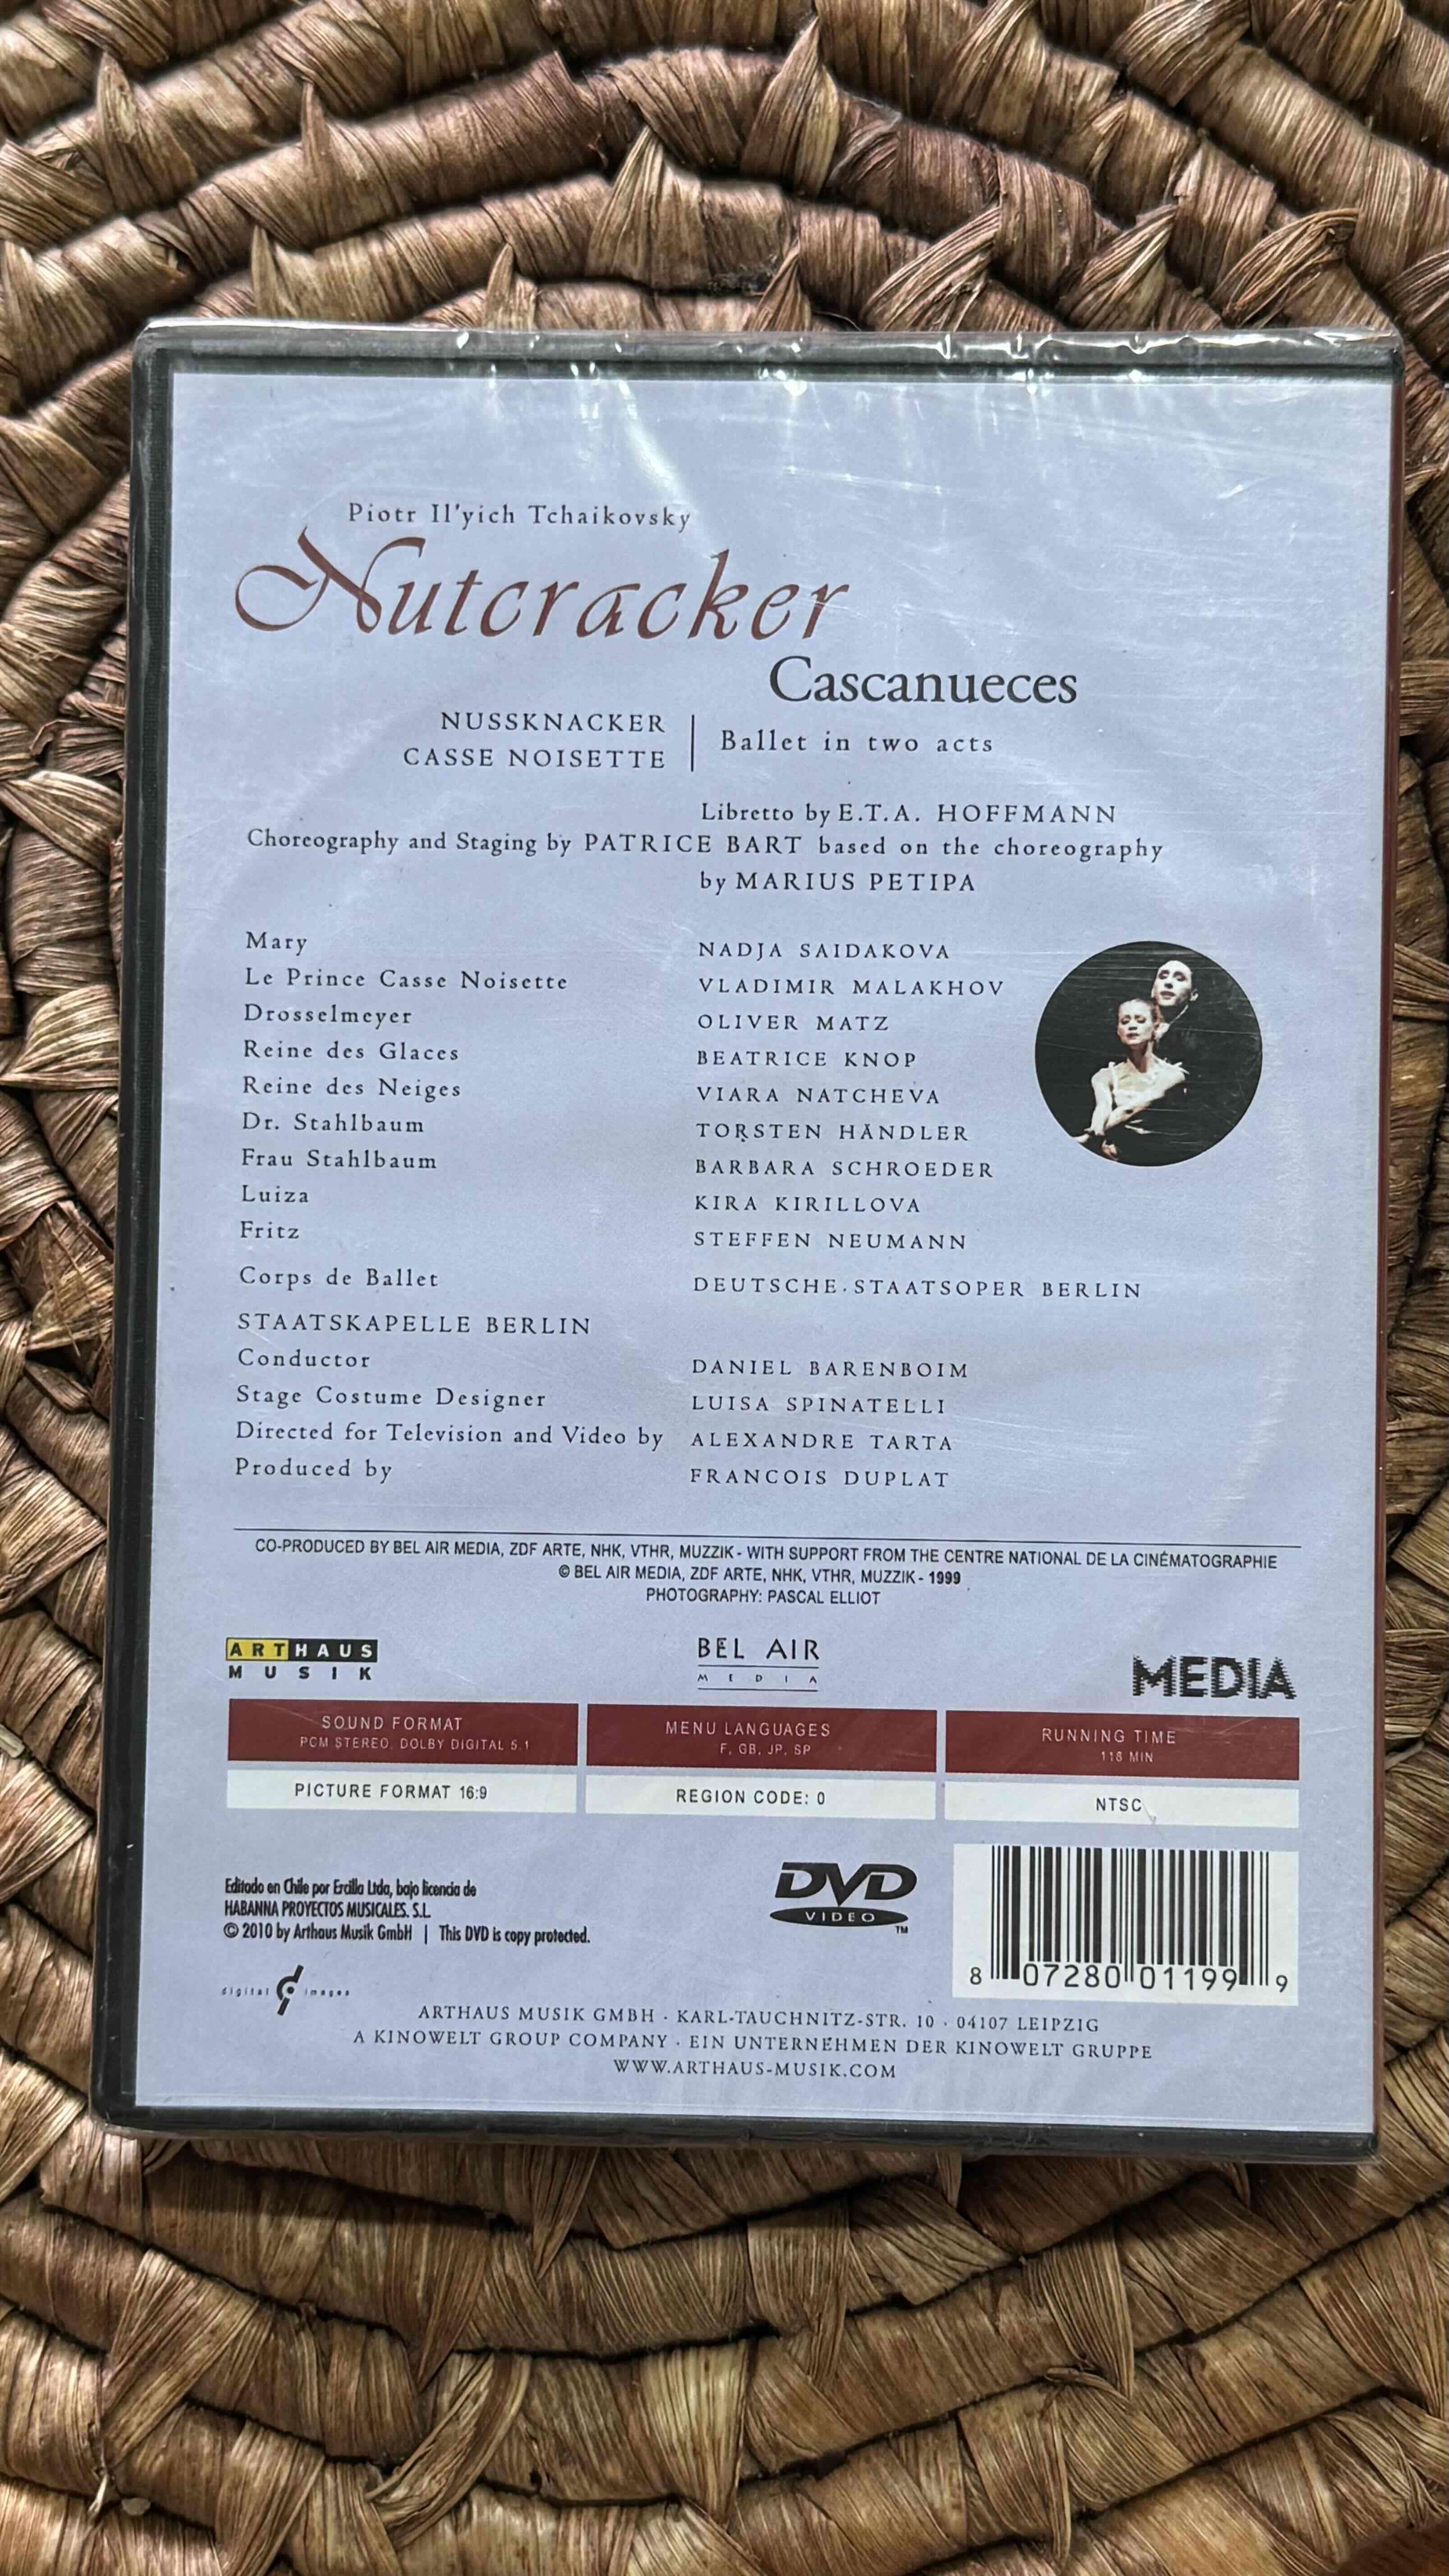 Piotr Il'yich Tchaikovsky
Nutcracker
Cascanueces
NUSSKNACKER
CASSE NOISETTE
Ballet in two acts
Libretto by E.T.A. HOFFMANN
Choreography and Staging by PATRICE BART based on the choreography
by MARIUS PETIPA
Mary NADJA SAIDAKOVA
Le Prince Casse Noisette VLADIMIR MALAKHOV
Drosselmeyer OLIVER MATZ
Reine des Glaces BEATRICE KNOP
Reine des Neiges VIARA NATCHEVA
Dr. Stahlbaum TORSTEN HÄNDLER
Frau Stahlbaum BARBARA SCHROEDER
Luiza KIRA KIRILLOVA
Fritz STEFFEN NEUMANN
Corps de Ballet DEUTSCHE STAATSOPER BERLIN
STAATSKAPELLE BERLIN
Conductor DANIEL BARENBOIM
Stage Costume Designer LUISA SPINATELLI
Directed for Television and Video by ALEXANDRE TARTA
Produced by FRANCOIS DUPLAT
CO-PRODUCED BY BEL AIR MEDIA, ZDF ARTE, NHK, VTHR, MUZZIK - WITH SUPPORT FROM THE CENTRE NATIONAL DE LA CINÉMATOGRAPHIE
© BEL AIR MEDIA, ZDF ARTE, NHK, VTHR, MUZZIK - 1999
PHOTOGRAPHY: PASCAL ELLIOT
ARTHAUS
MUSIK
BEL AIR
MEDIA
MEDIA
SOUND FORMAT
PCM STEREO, DOLBY DIGITAL 5.1
MENU LANGUAGES
F, GB, JP, SP
RUNNING TIME
118 MIN
PICTURE FORMAT 16:9
REGION CODE: 0
NTSC
Editado en Chile por Ercilla Ltda, bajo licencia de
HABANNA PROYECTOS MUSICALES. S.L.
© 2010 by Arthaus Musik GmbH | This DVD is copy protected.
DVD
VIDEO
TM
8 07280 01199 9
digital images
ARTHAUS MUSIK GMBH · KARL-TAUCHNITZ-STR. 10 · 04107 LEIPZIG
A KINOWELT GROUP COMPANY · EIN UNTERNEHMEN DER KINOWELT GRUPPE
WWW.ARTHAUS-MUSIK.COM